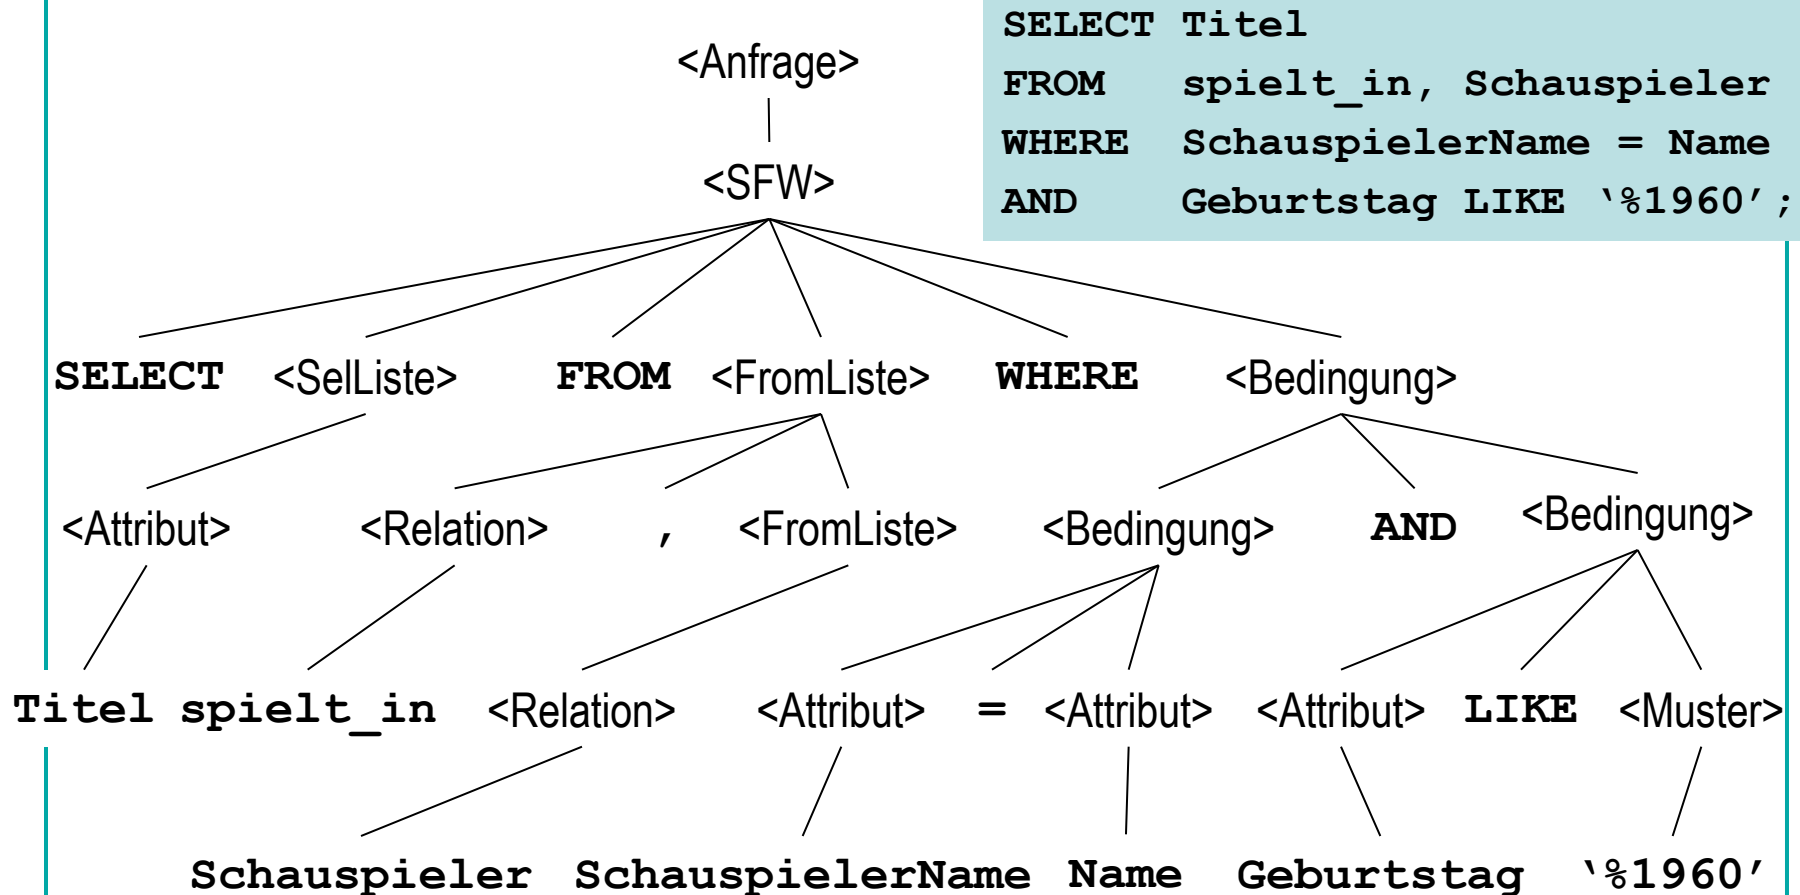 SELECT Titel
FROM spielt_in, Schauspieler
WHERE SchauspielerName = Name
AND Geburtstag LIKE ‘%1960’;
<Anfrage>
<SFW>
SELECT <SelListe> FROM <FromListe> WHERE <Bedingung>
<Attribut> <Relation> , <FromListe> <Bedingung> AND <Bedingung>
Titel spielt_in <Relation> <Attribut> = <Attribut> <Attribut> LIKE <Muster>
Schauspieler SchauspielerName Name Geburtstag ‘%1960’